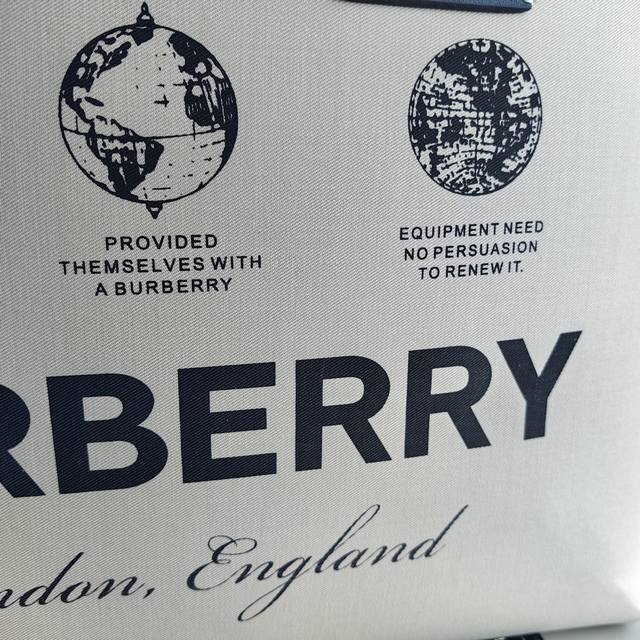 PROVIDED
THEMSELVES WITH
A BURBERRY
EQUIPMENT NEED
NO PERSUASION
TO RENEW IT.
RBERRY
ndon, England